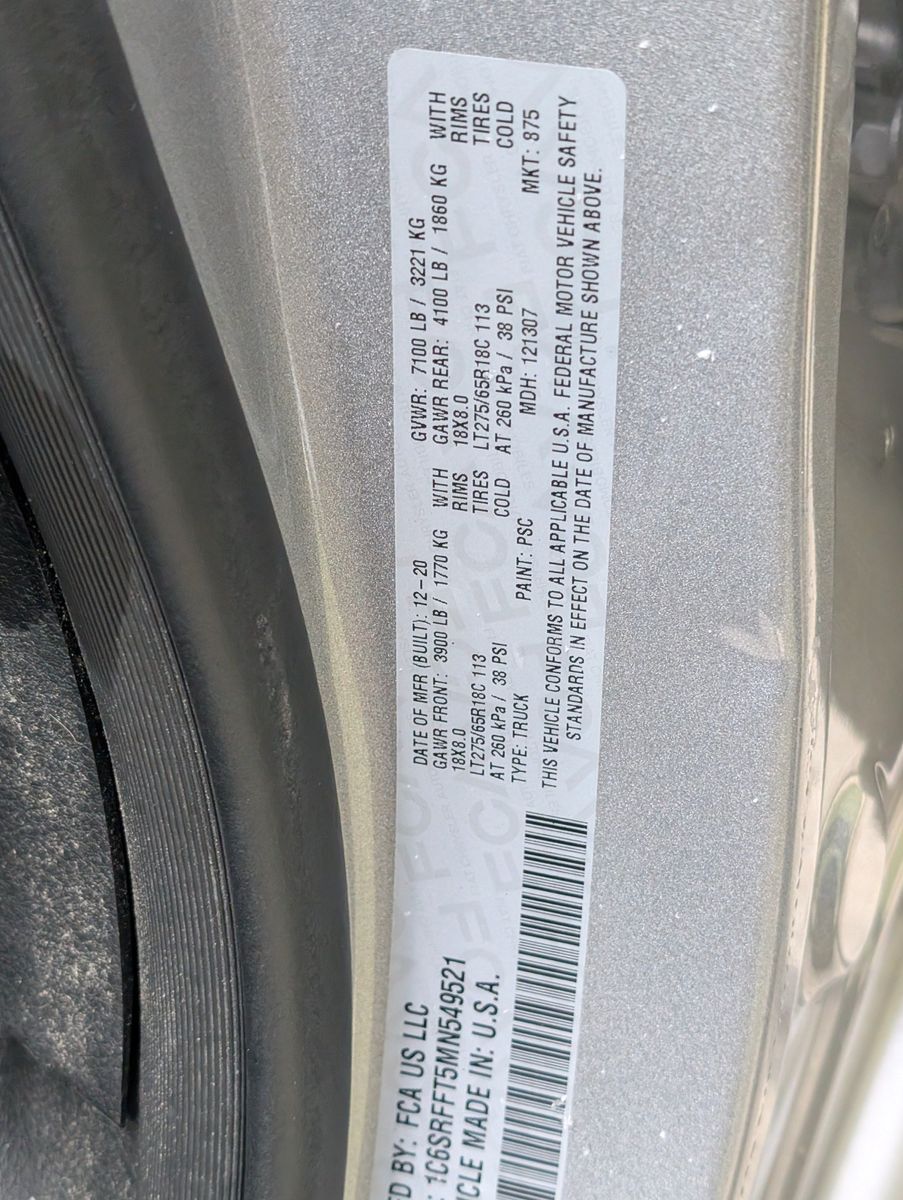 ED BY: FCA US LLC
: 1C6SRFFT5MN549521
ICLE MADE IN: U.S.A.
DATE OF MFR (BUILT): 12-20 GVWR: 7100 LB / 3221 KG
GAWR FRONT: 3900 LB / 1770 KG WITH GAWR REAR: 4100 LB / 1860 KG WITH
18X8.0 RIMS 18X8.0 RIMS
LT275/65R18C 113 TIRES LT275/65R18C 113 TIRES
AT 260 kPa / 38 PSI COLD AT 260 kPa / 38 PSI COLD
TYPE: TRUCK PAINT: PSC MDH: 121307 MKT: 875
THIS VEHICLE CONFORMS TO ALL APPLICABLE U.S.A. FEDERAL MOTOR VEHICLE SAFETY
STANDARDS IN EFFECT ON THE DATE OF MANUFACTURE SHOWN ABOVE.